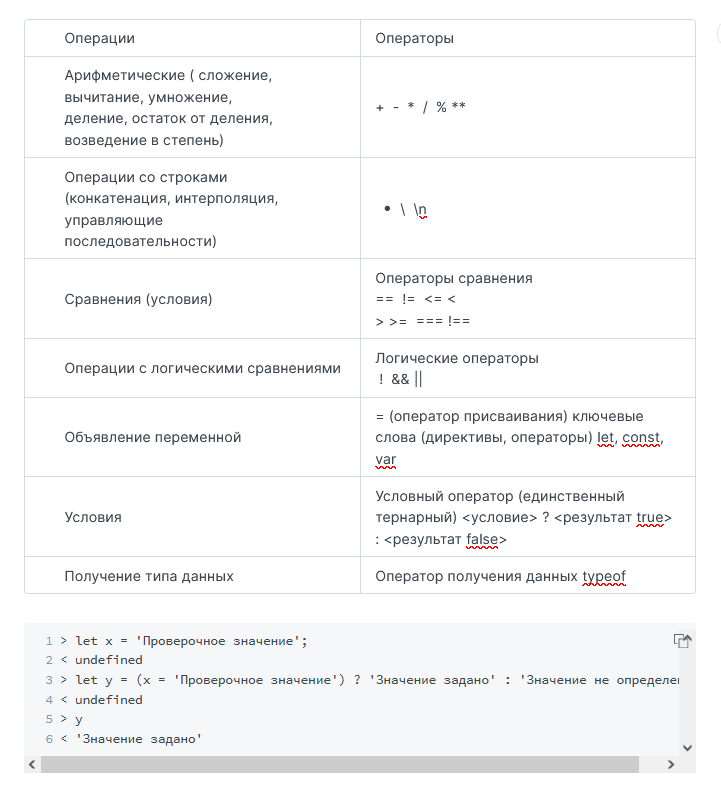 Операции
Операторы
Арифметические ( сложение,
вычитание, умножение,
деление, остаток от деления,
возведение в степень)
+ - * / % **
Операции со строками
(конкатенация, интерполяция,
управляющие
последовательности)
• \ \n
Сравнения (условия)
Операторы сравнения
== != <= <
> >= === !==
Операции с логическими сравнениями
Логические операторы
! && ||
Объявление переменной
= (оператор присваивания) ключевые
слова (директивы, операторы) let, const,
var
Условия
Условный оператор (единственный
тернарный) <условие> ? <результат true>
: <результат false>
Получение типа данных
Оператор получения данных typeof
1 > let x = 'Проверочное значение';
2 < undefined
3 > let y = (x = 'Проверочное значение') ? 'Значение задано' : 'Значение не определе
4 < undefined
5 > y
6 < 'Значение задано'